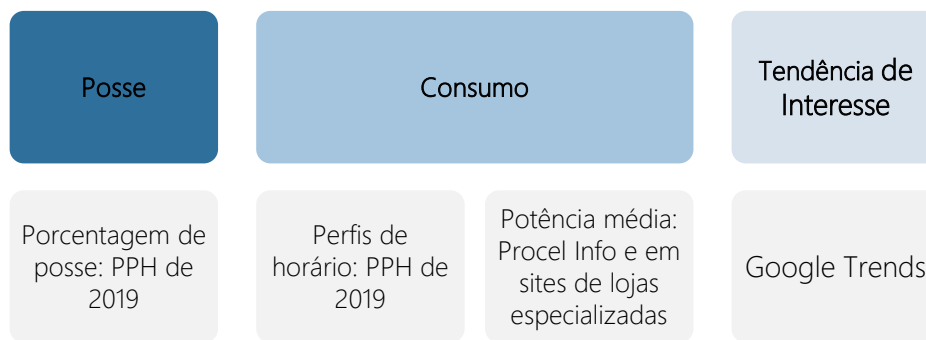 Posse
Consumo
Tendência de
Interesse
Porcentagem de
posse: PPH de
2019
Perfis de
horário: PPH de
2019
Potência média:
Procel Info e em
sites de lojas
especializadas
Google Trends